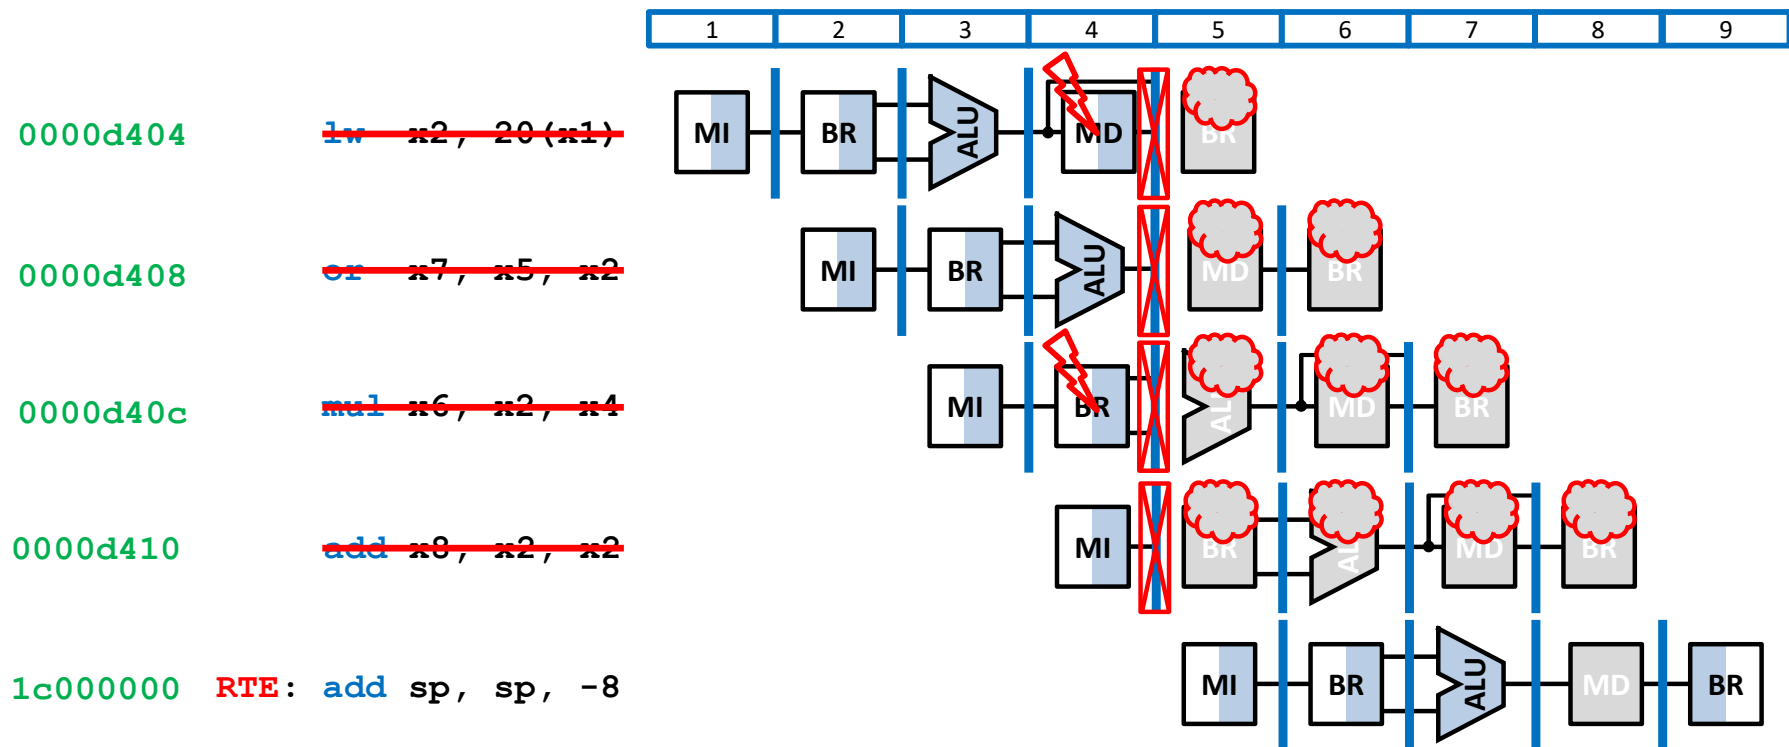 1 2 3 4 5 6 7 8 9
0000d404 lw x2, 20(x1) MI BR ALU MD BR
0000d408 or x7, x5, x2 MI BR ALU MD BR
0000d40c mul x6, x2, x4 MI BR ALU MD BR
0000d410 add x8, x2, x2 MI BR ALU MD BR
1c000000 RTE: add sp, sp, -8 MI BR ALU MD BR